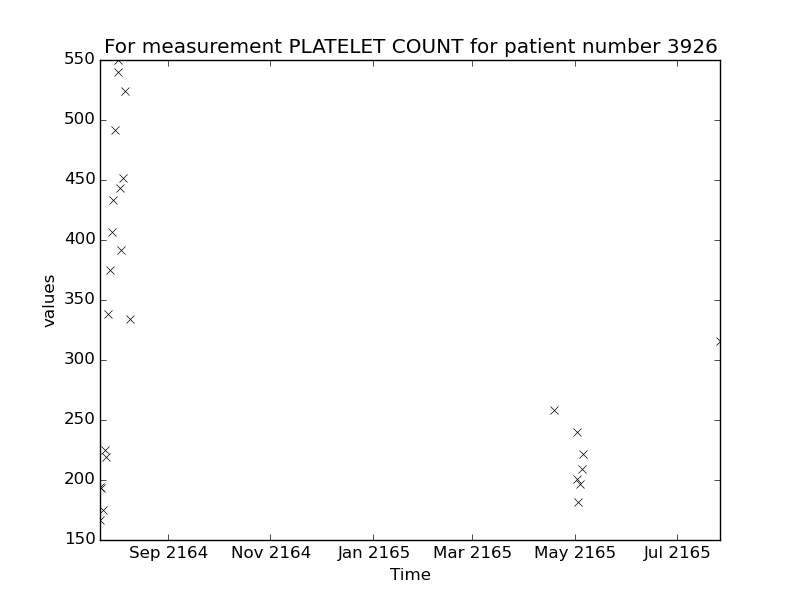 For measurement PLATELET COUNT for patient number 3926
550
500
450
400
350
300
250
200
150
values
Sep 2164 Nov 2164 Jan 2165 Mar 2165 May 2165 Jul 2165
Time